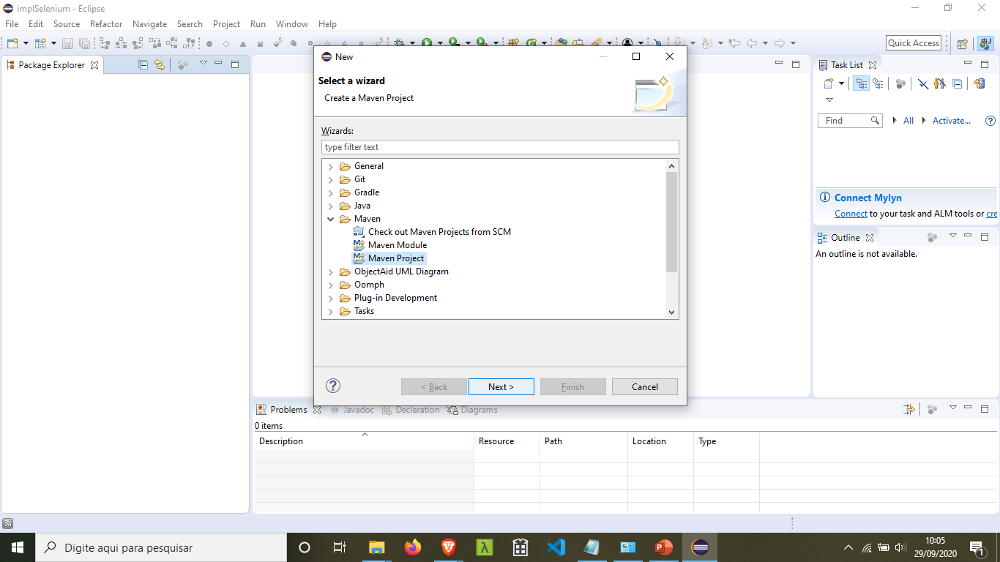 implSelenium - Eclipse
File Edit Source Refactor Navigate Search Project Run Window Help
Quick Access
Package Explorer
New
Select a wizard
Create a Maven Project
Wizards:
type filter text
General
Git
Gradle
Java
Maven
Check out Maven Projects from SCM
Maven Module
Maven Project
ObjectAid UML Diagram
Oomph
Plug-in Development
Tasks
< Back Next > Finish Cancel
Task List
Find All Activate...
Connect Mylyn
Connect to your task and ALM tools or cre
Outline
An outline is not available.
Problems @ Javadoc Declaration Diagrams
0 items
Description Resource Path Location Type
Digite aqui para pesquisar
10:05
29/09/2020
1